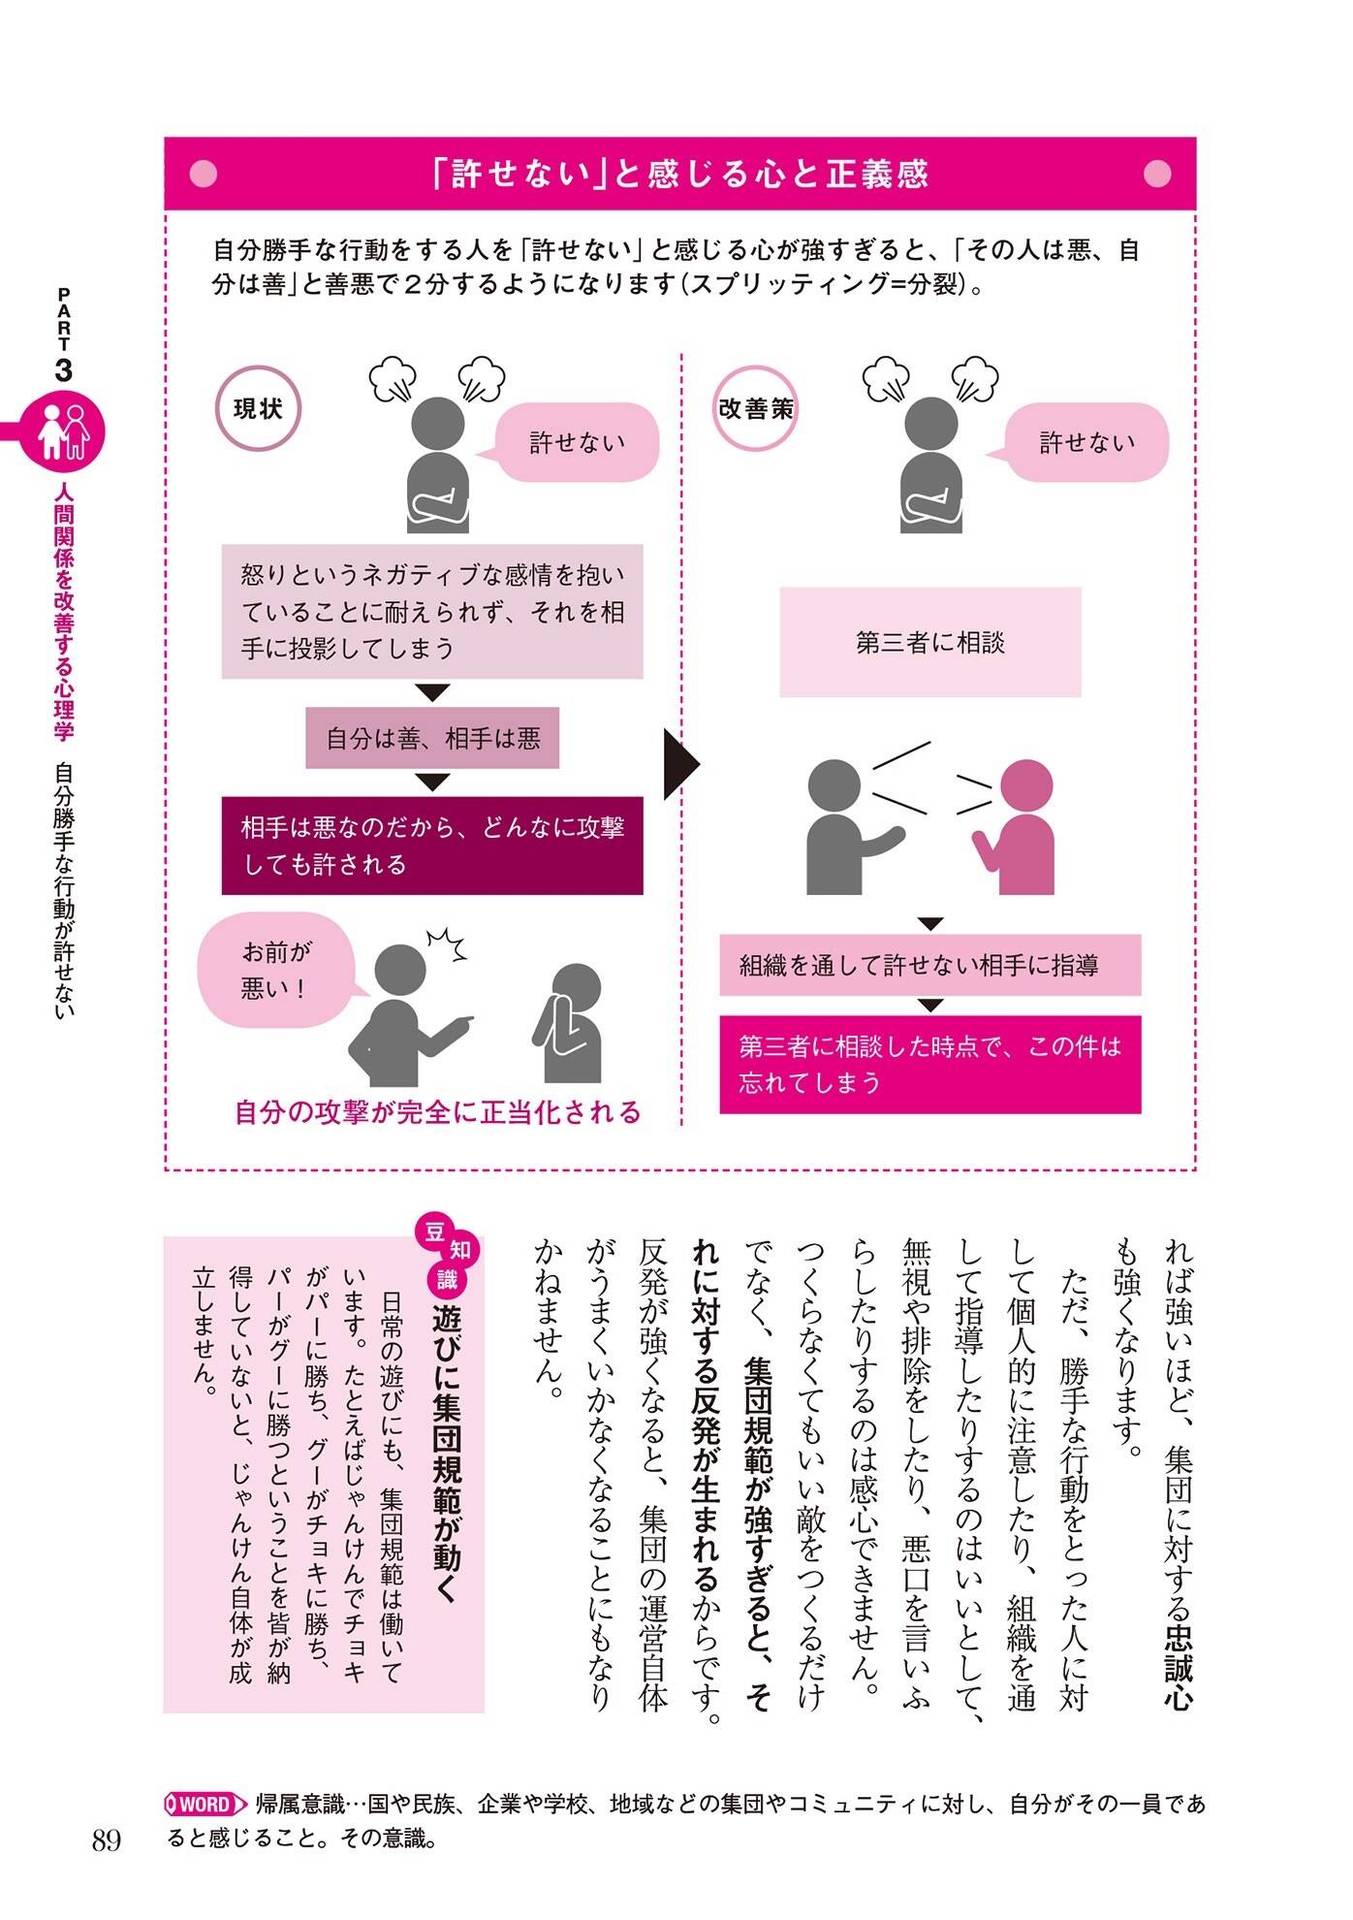 「許せない」と感じる心と正義感
自分勝手な行動をする人を「許せない」と感じる心が強すぎると、「その人は悪、自
分は善」と善悪で２分するようになります（スプリッティング=分裂）。
現状
許せない
怒りというネガティブな感情を抱い
ていることに耐えられず、それを相
手に投影してしまう
自分は善、相手は悪
相手は悪なのだから、どんなに攻撃
しても許される
お前が
悪い！
自分の攻撃が完全に正当化される
改善策
許せない
第三者に相談
組織を通して許せない相手に指導
第三者に相談した時点で、この件は
忘れてしまう
PART 3
人間関係を改善する心理学 自分勝手な行動が許せない
れば強いほど、集団に対する忠誠心
も強くなります。
ただ、勝手な行動をとった人に対
して個人的に注意したり、組織を通
して指導したりするのはいいとして、
無視や排除をしたり、悪口を言いふ
らしたりするのは感心できません。
つくらなくてもいい敵をつくるだけ
でなく、集団規範が強すぎると、そ
れに対する反発が生まれるからです。
反発が強くなると、集団の運営自体
がうまくいかなくなることにもなり
かねません。
豆知識
遊びに集団規範が動く
日常の遊びにも、集団規範は働いて
います。たとえばじゃんけんでチョキ
がパーに勝ち、グーがチョキに勝ち、
パーがグーに勝つということを皆が納
得していないと、じゃんけん自体が成
立しません。
WORD 帰属意識…国や民族、企業や学校、地域などの集団やコミュニティに対し、自分がその一員であ
ると感じること。その意識。
89